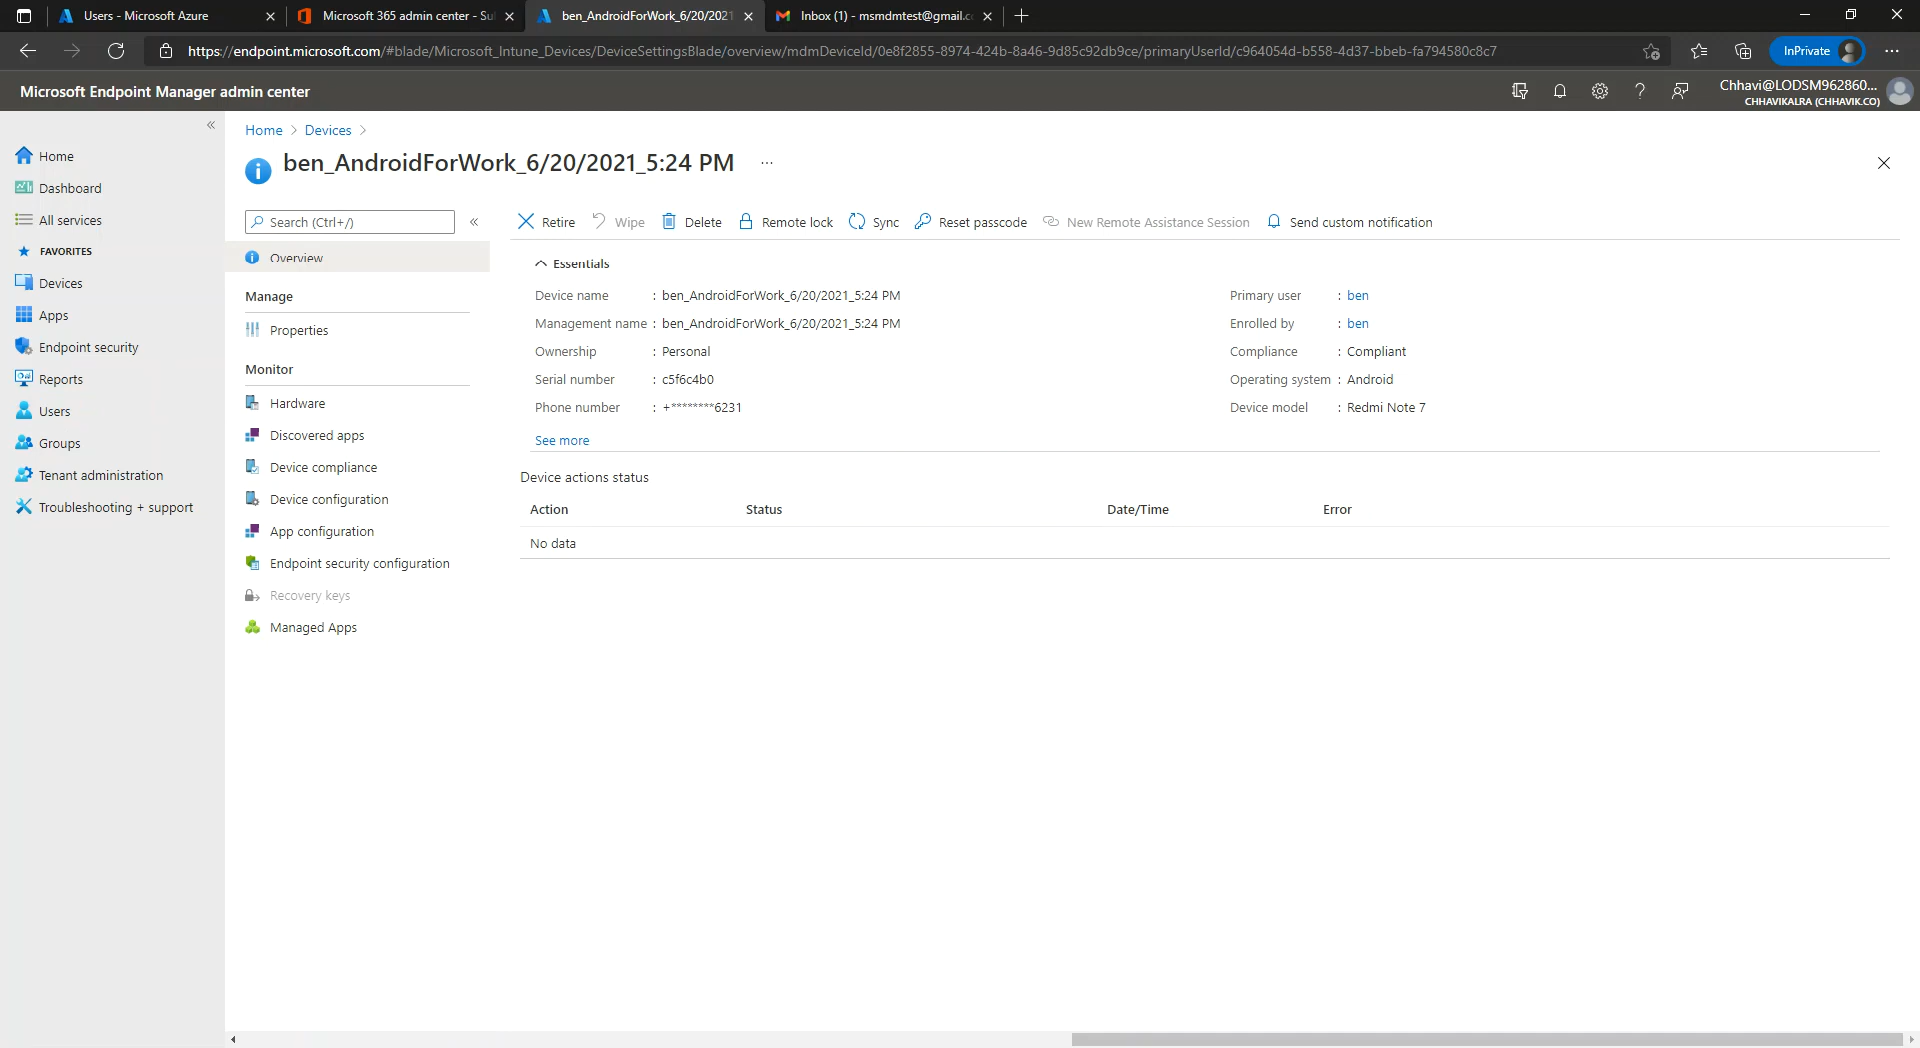 Users - Microsoft Azure
Microsoft 365 admin center - Su
ben_AndroidForWork_6/20/2021
Inbox (1) - msmdmtest@gmail.c
https://endpoint.microsoft.com/#blade/Microsoft_Intune_Devices/DeviceSettingsBlade/overview/mdmDeviceId/0e8f2855-8974-424b-8a46-9d85c92db9ce/primaryUserId/c964054d-b558-4d37-bbeb-fa794580c8c7
InPrivate
Microsoft Endpoint Manager admin center
Chhavi@LODSM962860...
CHHAVIKALRA (CHHAVIK.CO)
Home
Dashboard
All services
FAVORITES
Devices
Apps
Endpoint security
Reports
Users
Groups
Tenant administration
Troubleshooting + support
Home > Devices >
ben_AndroidForWork_6/20/2021_5:24 PM ...
Search (Ctrl+/)
Overview
Manage
Properties
Monitor
Hardware
Discovered apps
Device compliance
Device configuration
App configuration
Endpoint security configuration
Recovery keys
Managed Apps
Retire Wipe Delete Remote lock Sync Reset passcode New Remote Assistance Session Send custom notification
Essentials
Device name : ben_AndroidForWork_6/20/2021_5:24 PM
Management name : ben_AndroidForWork_6/20/2021_5:24 PM
Ownership : Personal
Serial number : c5f6c4b0
Phone number : +********6231
Primary user : ben
Enrolled by : ben
Compliance : Compliant
Operating system : Android
Device model : Redmi Note 7
See more
Device actions status
Action Status Date/Time Error
No data